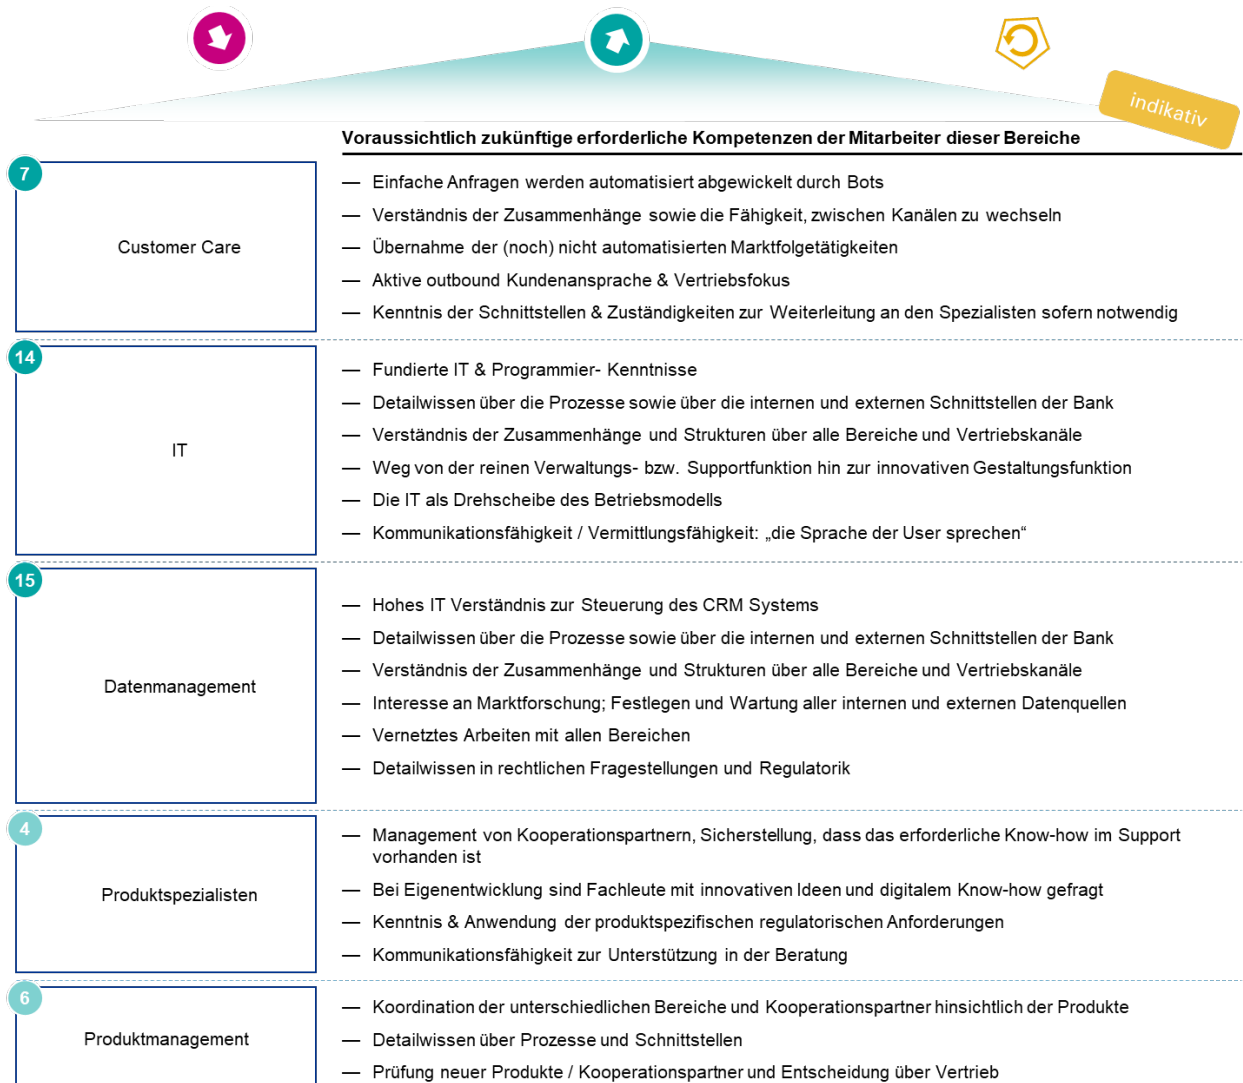 indikativ
Voraussichtlich zukünftige erforderliche Kompetenzen der Mitarbeiter dieser Bereiche
7
Customer Care
— Einfache Anfragen werden automatisiert abgewickelt durch Bots
— Verständnis der Zusammenhänge sowie die Fähigkeit, zwischen Kanälen zu wechseln
— Übernahme der (noch) nicht automatisierten Marktfolgetätigkeiten
— Aktive outbound Kundenansprache & Vertriebsfokus
— Kenntnis der Schnittstellen & Zuständigkeiten zur Weiterleitung an den Spezialisten sofern notwendig
14
IT
— Fundierte IT & Programmier- Kenntnisse
— Detailwissen über die Prozesse sowie über die internen und externen Schnittstellen der Bank
— Verständnis der Zusammenhänge und Strukturen über alle Bereiche und Vertriebskanäle
— Weg von der reinen Verwaltungs- bzw. Supportfunktion hin zur innovativen Gestaltungsfunktion
— Die IT als Drehscheibe des Betriebsmodells
— Kommunikationsfähigkeit / Vermittlungsfähigkeit: „die Sprache der User sprechen“
15
Datenmanagement
— Hohes IT Verständnis zur Steuerung des CRM Systems
— Detailwissen über die Prozesse sowie über die internen und externen Schnittstellen der Bank
— Verständnis der Zusammenhänge und Strukturen über alle Bereiche und Vertriebskanäle
— Interesse an Marktforschung; Festlegen und Wartung aller internen und externen Datenquellen
— Vernetztes Arbeiten mit allen Bereichen
— Detailwissen in rechtlichen Fragestellungen und Regulatorik
4
Produktspezialisten
— Management von Kooperationspartnern, Sicherstellung, dass das erforderliche Know-how im Support
vorhanden ist
— Bei Eigenentwicklung sind Fachleute mit innovativen Ideen und digitalem Know-how gefragt
— Kenntnis & Anwendung der produktspezifischen regulatorischen Anforderungen
— Kommunikationsfähigkeit zur Unterstützung in der Beratung
6
Produktmanagement
— Koordination der unterschiedlichen Bereiche und Kooperationspartner hinsichtlich der Produkte
— Detailwissen über Prozesse und Schnittstellen
— Prüfung neuer Produkte / Kooperationspartner und Entscheidung über Vertrieb